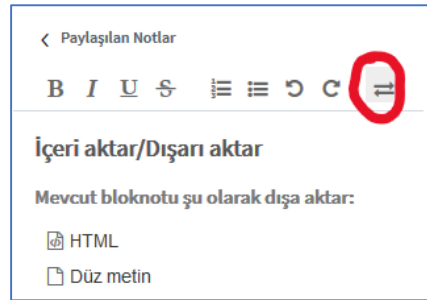 Paylaşılan Notlar
B I U S
İçeri aktar/Dışarı aktar
Mevcut bloknotu şu olarak dışa aktar:
HTML
Düz metin